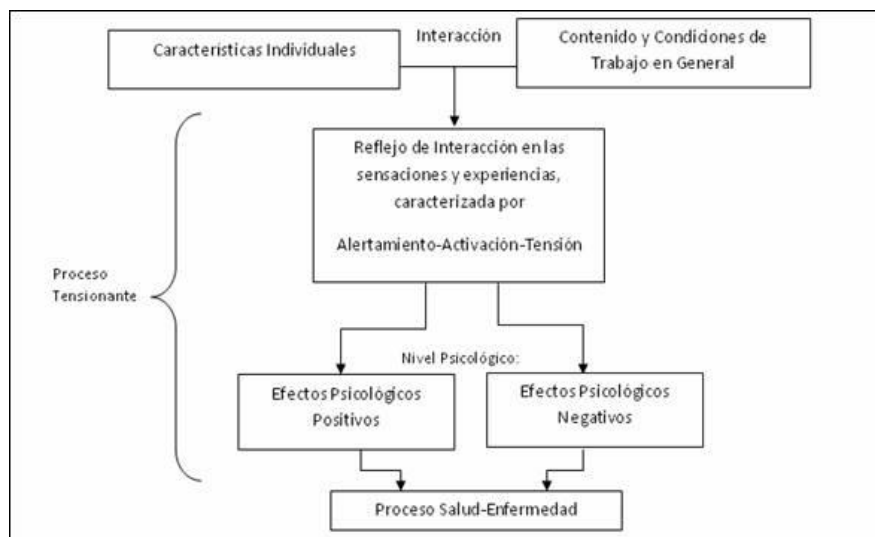 Características Individuales
Interacción
Contenido y Condiciones de
Trabajo en General
Reflejo de Interacción en las
sensaciones y experiencias,
caracterizada por
Alertamiento-Activación-Tensión
Proceso
Tensionante
Nivel Psicológico:
Efectos Psicológicos
Positivos
Efectos Psicológicos
Negativos
Proceso Salud-Enfermedad